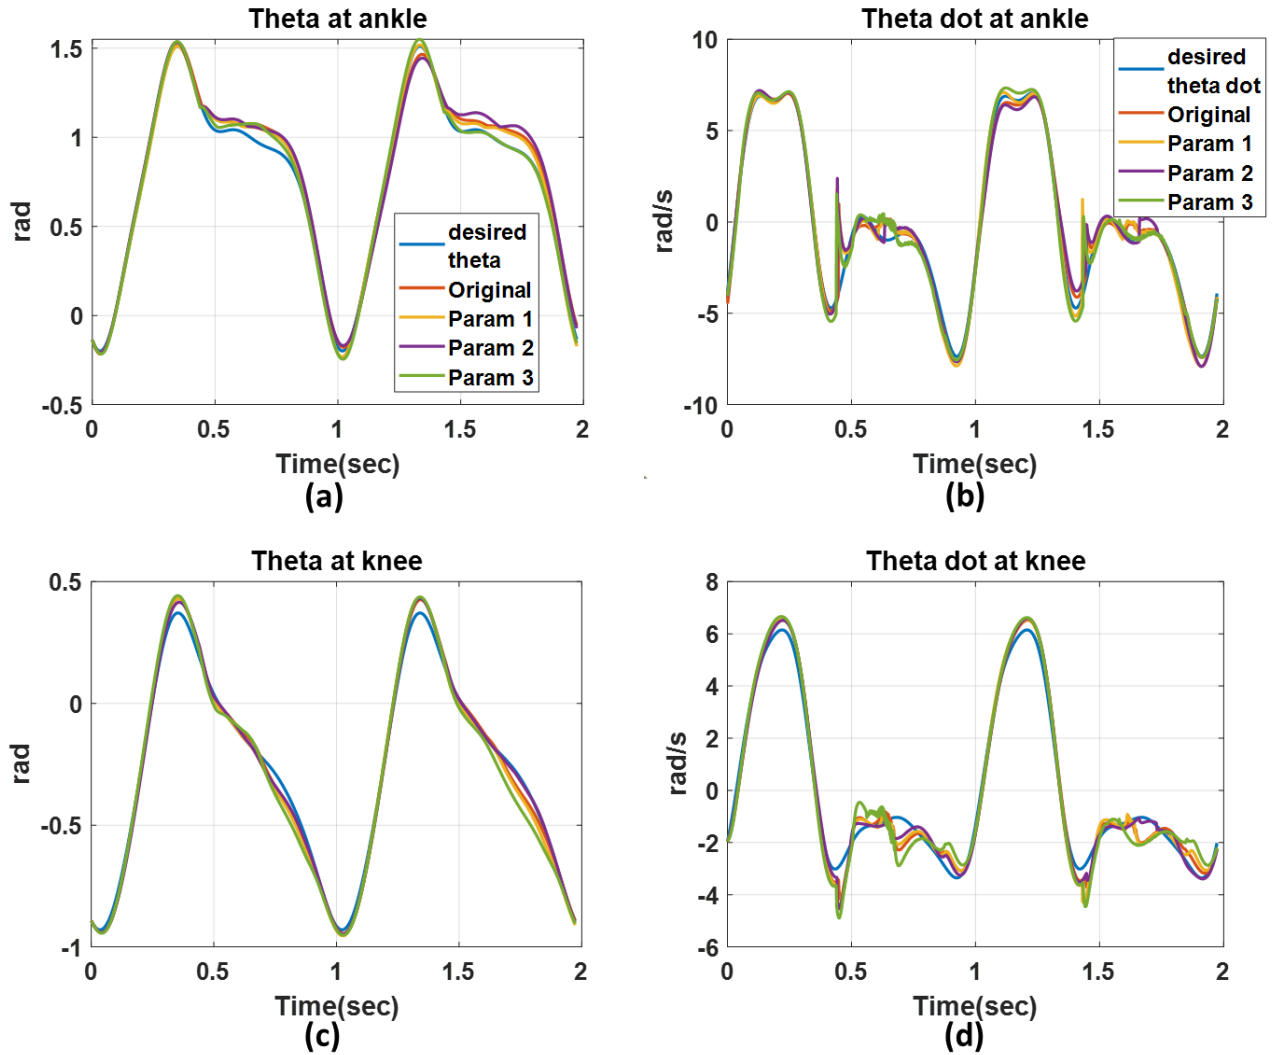 Theta at ankle
1.5
1
0.5
0
-0.5
rad
0
0.5
1
1.5
2
Time(sec)
desired
theta
Original
Param 1
Param 2
Param 3
(a)
Theta dot at ankle
10
5
0
-5
-10
rad/s
0
0.5
1
1.5
2
Time(sec)
desired
theta dot
Original
Param 1
Param 2
Param 3
(b)
Theta at knee
0.5
0
-0.5
-1
rad
0
0.5
1
1.5
2
Time(sec)
(c)
Theta dot at knee
8
6
4
2
0
-2
-4
-6
rad/s
0
0.5
1
1.5
2
Time(sec)
(d)